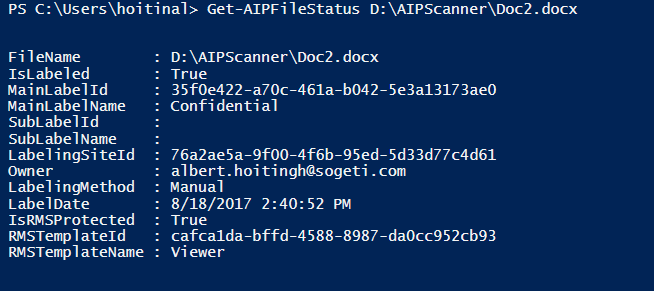 PS C:\Users\hoitinal> Get-AIPFileStatus D:\AIPScanner\Doc2.docx
FileName : D:\AIPScanner\Doc2.docx
IsLabeled : True
MainLabelId : 35f0e422-a70c-461a-b042-5e3a13173ae0
MainLabelName : Confidential
SubLabelId :
SubLabelName :
LabelingSiteId : 76a2ae5a-9f00-4f6b-95ed-5d33d77c4d61
Owner : albert.hoitingh@sogeti.com
LabelingMethod : Manual
LabelDate : 8/18/2017 2:40:52 PM
IsRMSProtected : True
RMSTemplateId : cafca1da-bffd-4588-8987-da0cc952cb93
RMSTemplateName : Viewer